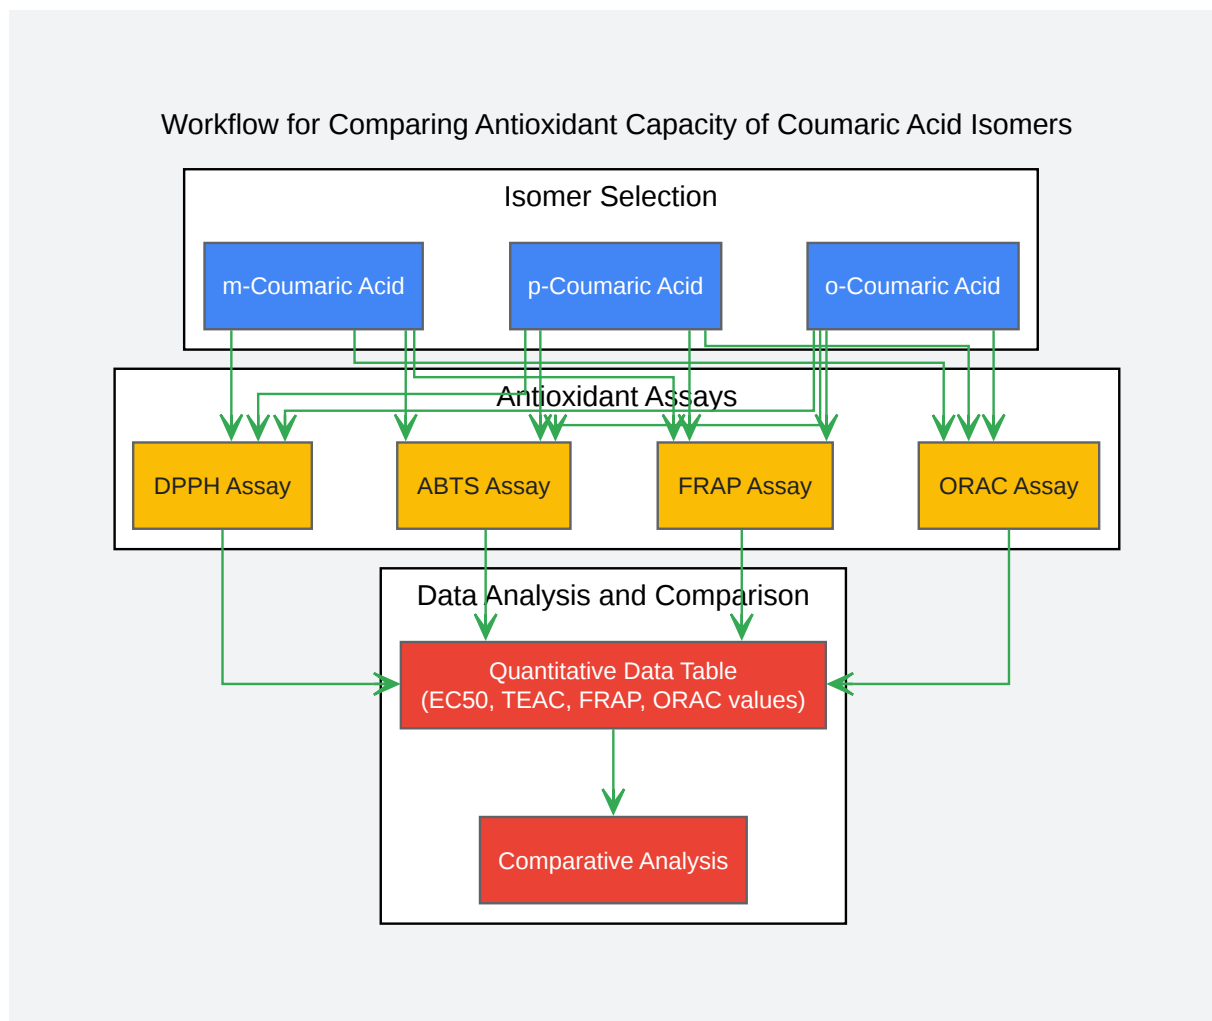 Workflow for Comparing Antioxidant Capacity of Coumaric Acid Isomers
Isomer Selection
m-Coumaric Acid
p-Coumaric Acid
o-Coumaric Acid
Antioxidant Assays
DPPH Assay
ABTS Assay
FRAP Assay
ORAC Assay
Data Analysis and Comparison
Quantitative Data Table
(EC50, TEAC, FRAP, ORAC values)
Comparative Analysis